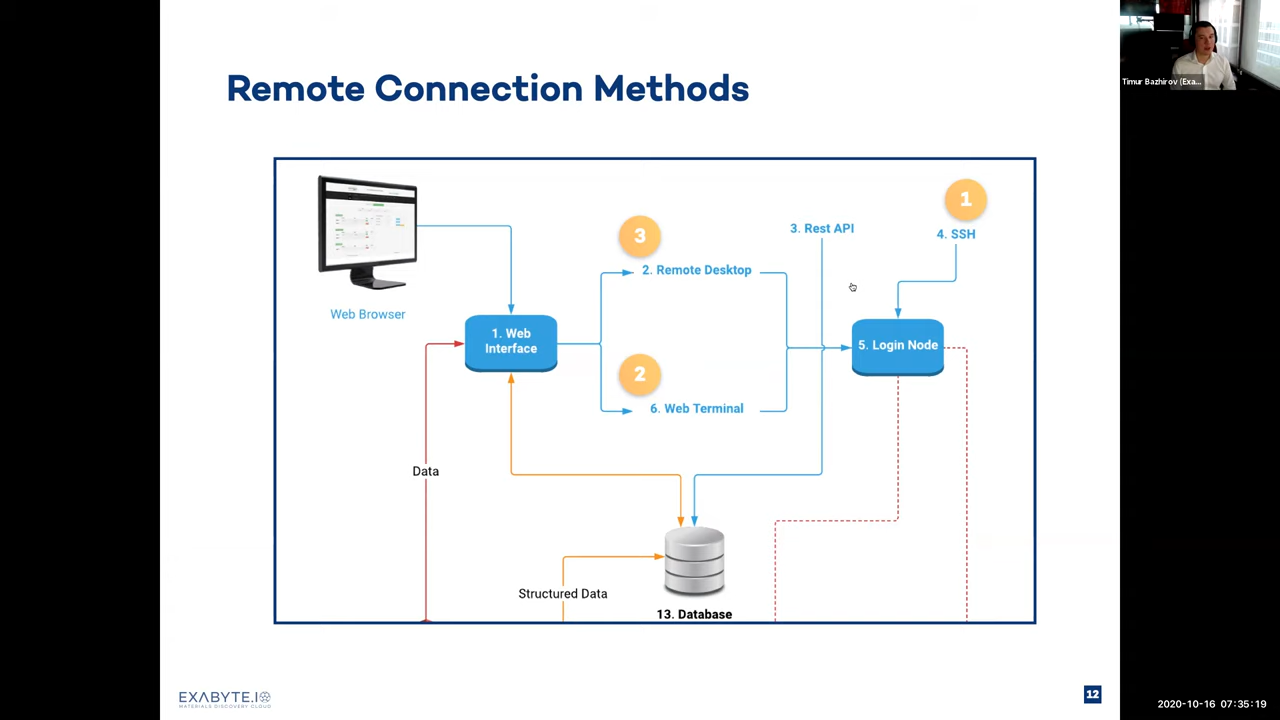 Remote Connection Methods
Timur Bazhirov (Exa...
1
3
3. Rest API
4. SSH
2. Remote Desktop
Web Browser
1. Web
Interface
5. Login Node
2
6. Web Terminal
Data
Structured Data
13. Database
EXABYTE.IO
MATERIALS DISCOVERY CLOUD
12
2020-10-16 07:35:19